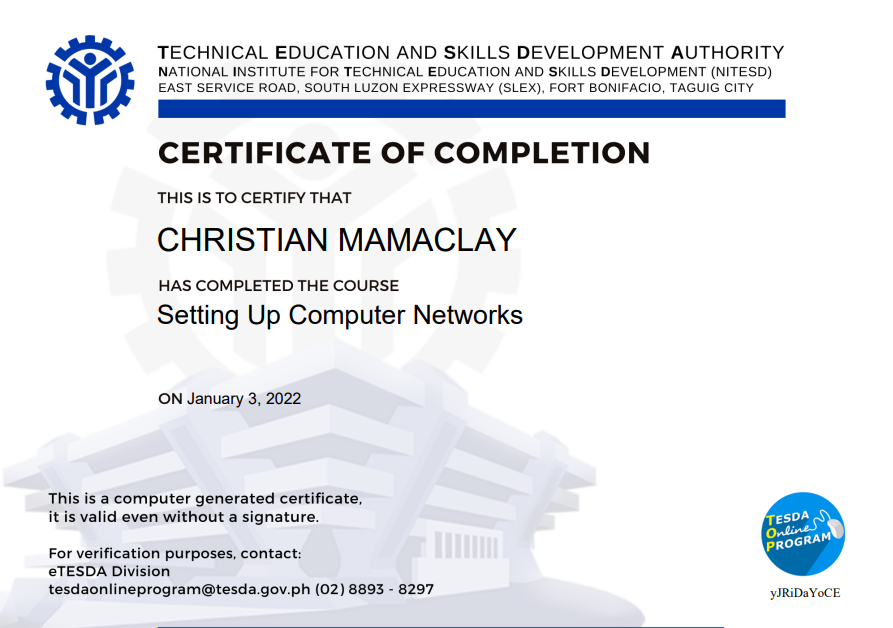 TECHNICAL EDUCATION AND SKILLS DEVELOPMENT AUTHORITY
NATIONAL INSTITUTE FOR TECHNICAL EDUCATION AND SKILLS DEVELOPMENT (NITESD)
EAST SERVICE ROAD, SOUTH LUZON EXPRESSWAY (SLEX), FORT BONIFACIO, TAGUIG CITY
CERTIFICATE OF COMPLETION
THIS IS TO CERTIFY THAT
CHRISTIAN MAMACLAY
HAS COMPLETED THE COURSE
Setting Up Computer Networks
ON January 3, 2022
This is a computer generated certificate,
it is valid even without a signature.
For verification purposes, contact:
eTESDA Division
tesdaonlineprogram@tesda.gov.ph (02) 8893 - 8297
TESDA
Online
PROGRAM
yJRiDaYoCE